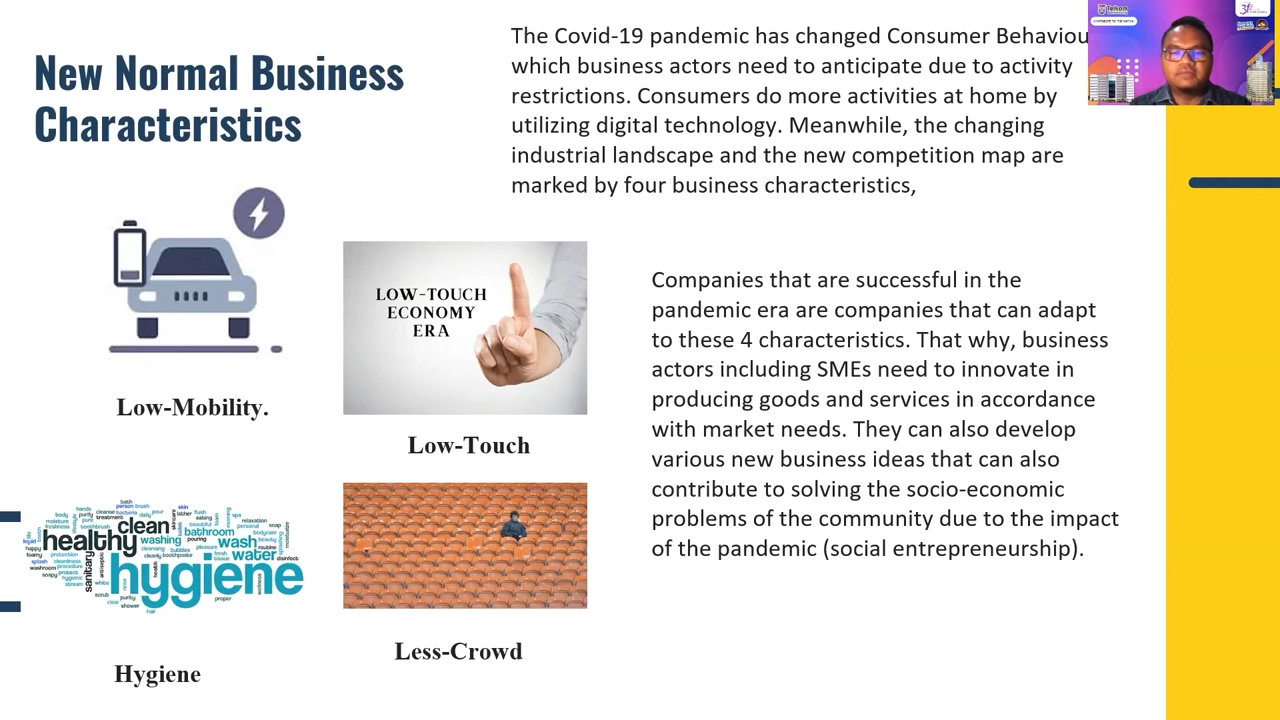 New Normal Business
Characteristics
The Covid-19 pandemic has changed Consumer Behaviou
which business actors need to anticipate due to activity
restrictions. Consumers do more activities at home by
utilizing digital technology. Meanwhile, the changing
industrial landscape and the new competition map are
marked by four business characteristics,
Telkom
CONTRIBUTE TO THE NATION
LOW-TOUCH
ECONOMY
ERA
Low-Mobility.
Low-Touch
Companies that are successful in the
pandemic era are companies that can adapt
to these 4 characteristics. That why, business
actors including SMEs need to innovate in
producing goods and services in accordance
with market needs. They can also develop
various new business ideas that can also
contribute to solving the socio-economic
problems of the community due to the impact
of the pandemic (social entrepreneurship).
clean
healthy
washing
bathroom
wash
water
sanitary
hygiene
Hygiene
Less-Crowd